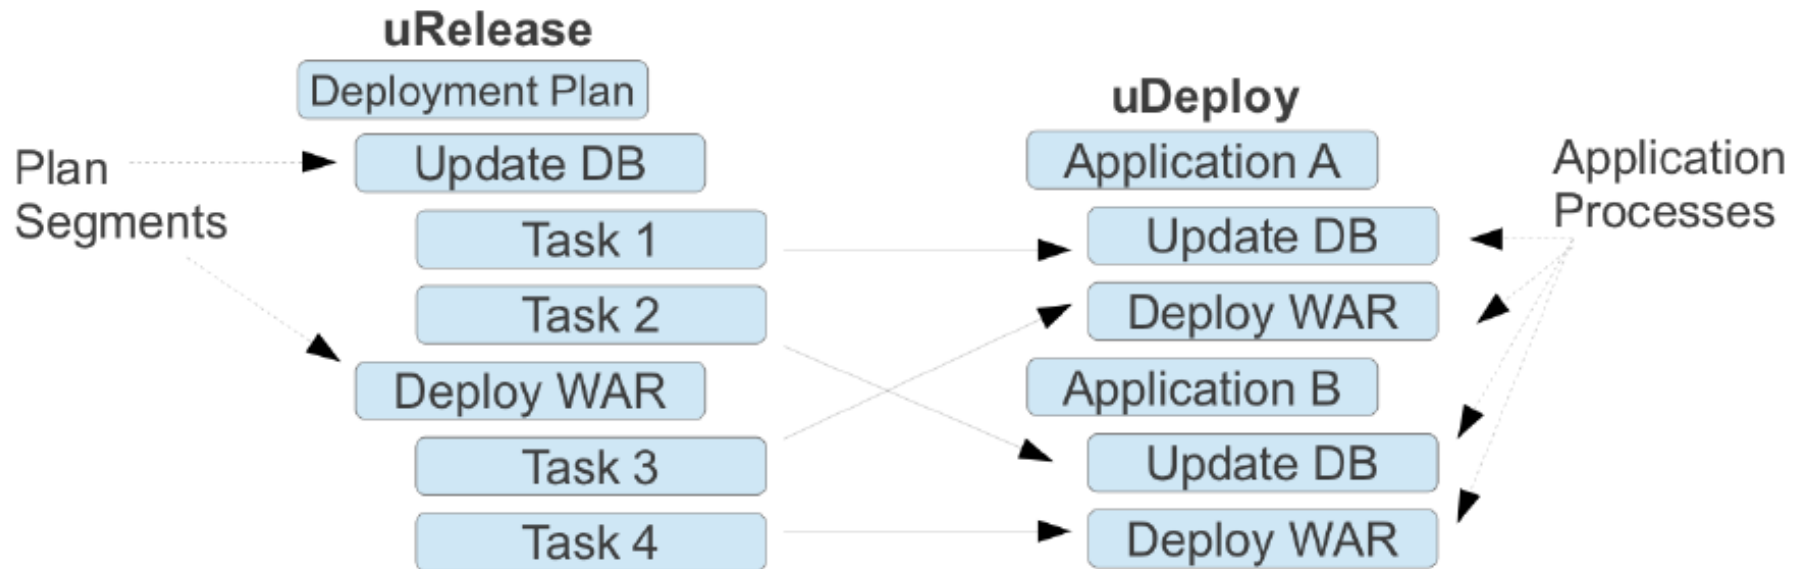 uRelease
Deployment Plan
Plan
Segments
Update DB
Task 1
Task 2
Deploy WAR
Task 3
Task 4
uDeploy
Application A
Update DB
Deploy WAR
Application B
Update DB
Deploy WAR
Application
Processes